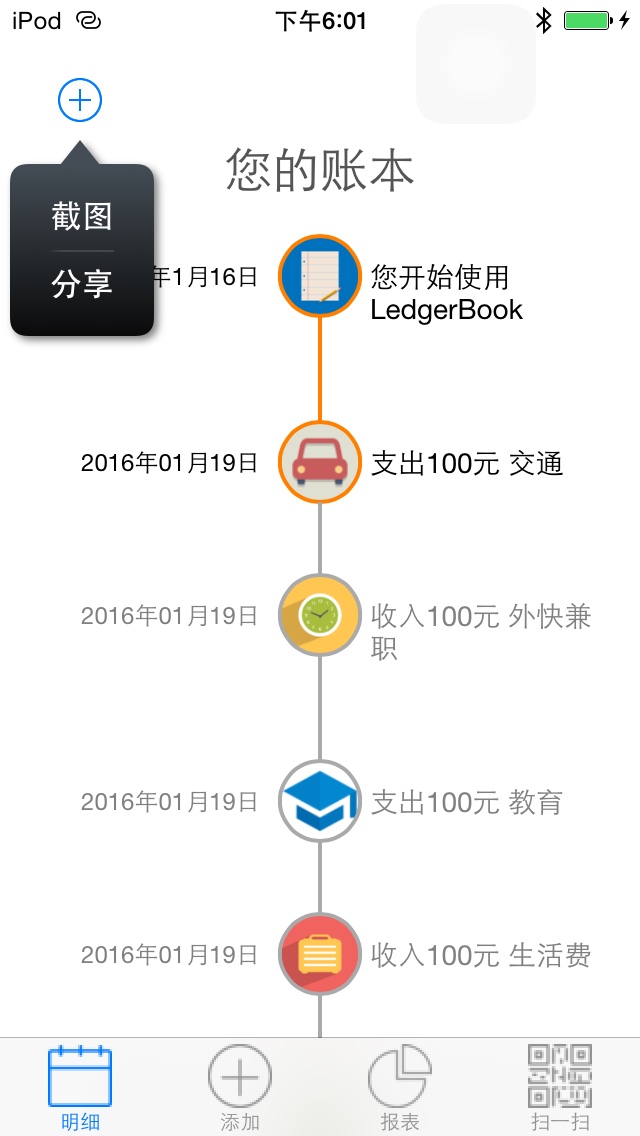 iPod
下午6:01
您的账本
截图
分享
年1月16日
您开始使用
LedgerBook
2016年01月19日
支出100元 交通
2016年01月19日
收入100元 外快兼
职
2016年01月19日
支出100元 教育
2016年01月19日
收入100元 生活费
明细
添加
报表
扫一扫